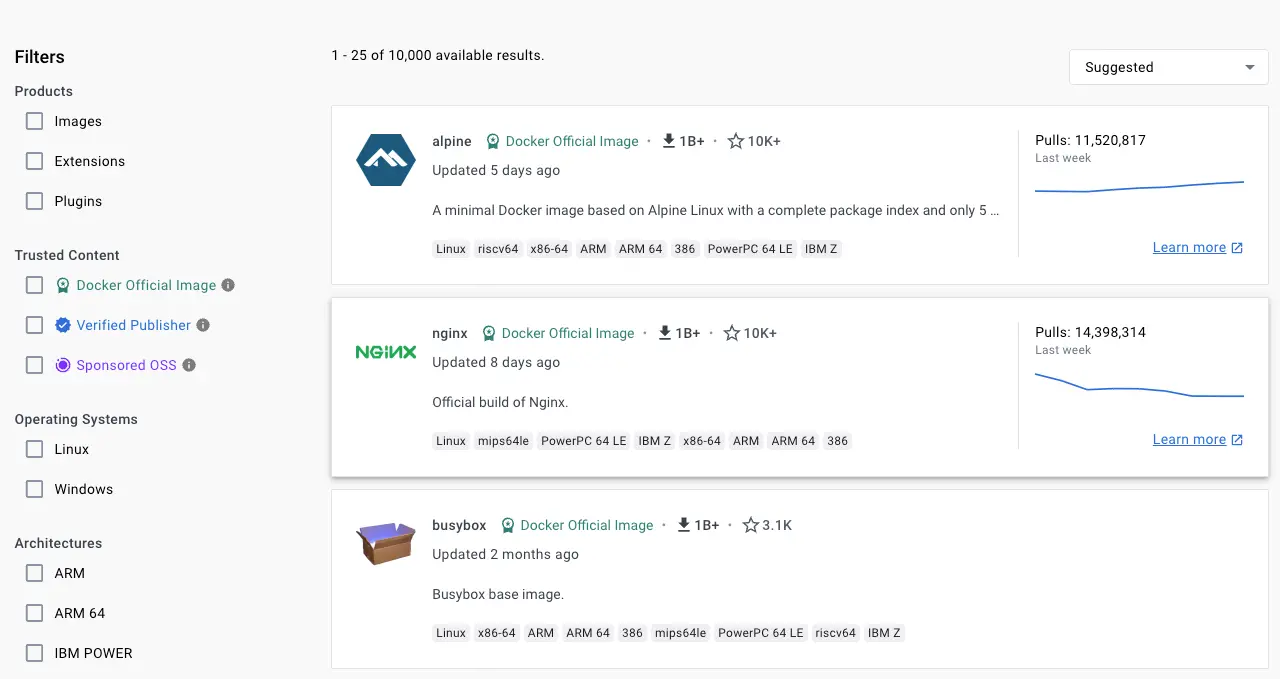 Filters
Products
Images
Extensions
Plugins
Trusted Content
Docker Official Image
Verified Publisher
Sponsored OSS
Operating Systems
Linux
Windows
Architectures
ARM
ARM 64
IBM POWER
1 - 25 of 10,000 available results.
Suggested
alpine Docker Official Image • 1B+ • 10K+
Updated 5 days ago
A minimal Docker image based on Alpine Linux with a complete package index and only 5 ...
Linux riscv64 x86-64 ARM ARM 64 386 PowerPC 64 LE IBM Z
Pulls: 11,520,817
Last week
Learn more
NGINX
nginx Docker Official Image • 1B+ • 10K+
Updated 8 days ago
Official build of Nginx.
Linux mips64le PowerPC 64 LE IBM Z x86-64 ARM ARM 64 386
Pulls: 14,398,314
Last week
Learn more
busybox Docker Official Image • 1B+ • 3.1K
Updated 2 months ago
Busybox base image.
Linux x86-64 ARM ARM 64 386 mips64le PowerPC 64 LE riscv64 IBM Z